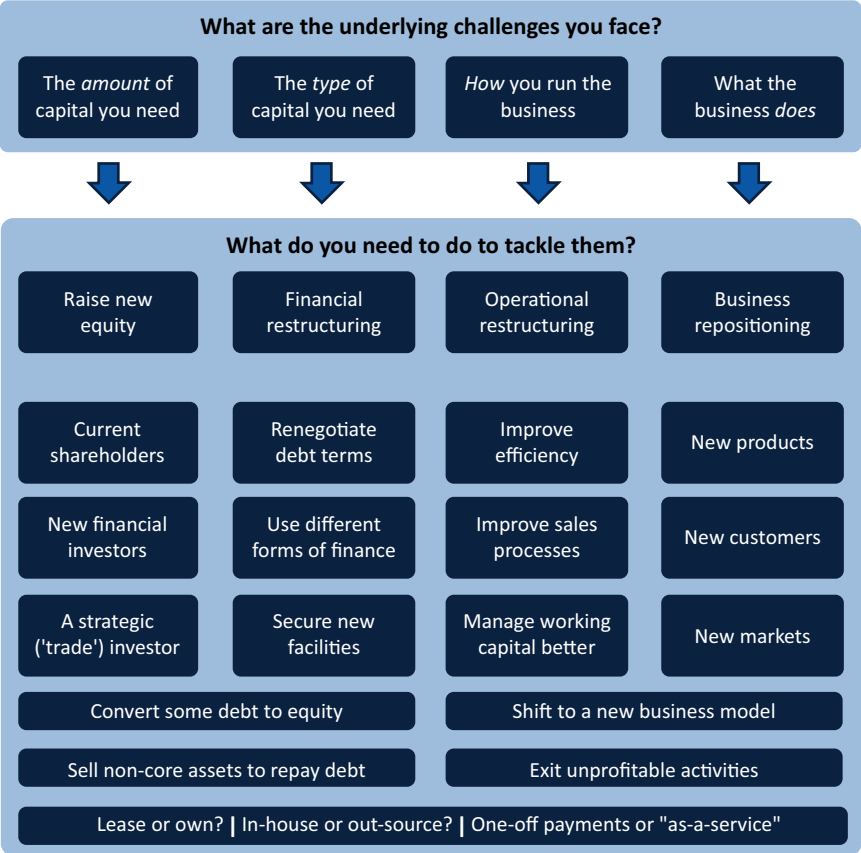 What are the underlying challenges you face?
The amount of
capital you need
The type of
capital you need
How you run the
business
What the
business does
What do you need to do to tackle them?
Raise new
equity
Financial
restructuring
Operational
restructuring
Business
repositioning
Current
shareholders
Renegotiate
debt terms
Improve
efficiency
New products
New financial
investors
Use different
forms of finance
Improve sales
processes
New customers
A strategic
('trade') investor
Secure new
facilities
Manage working
capital better
New markets
Convert some debt to equity
Shift to a new business model
Sell non-core assets to repay debt
Exit unprofitable activities
Lease or own? | In-house or out-source? | One-off payments or "as-a-service"